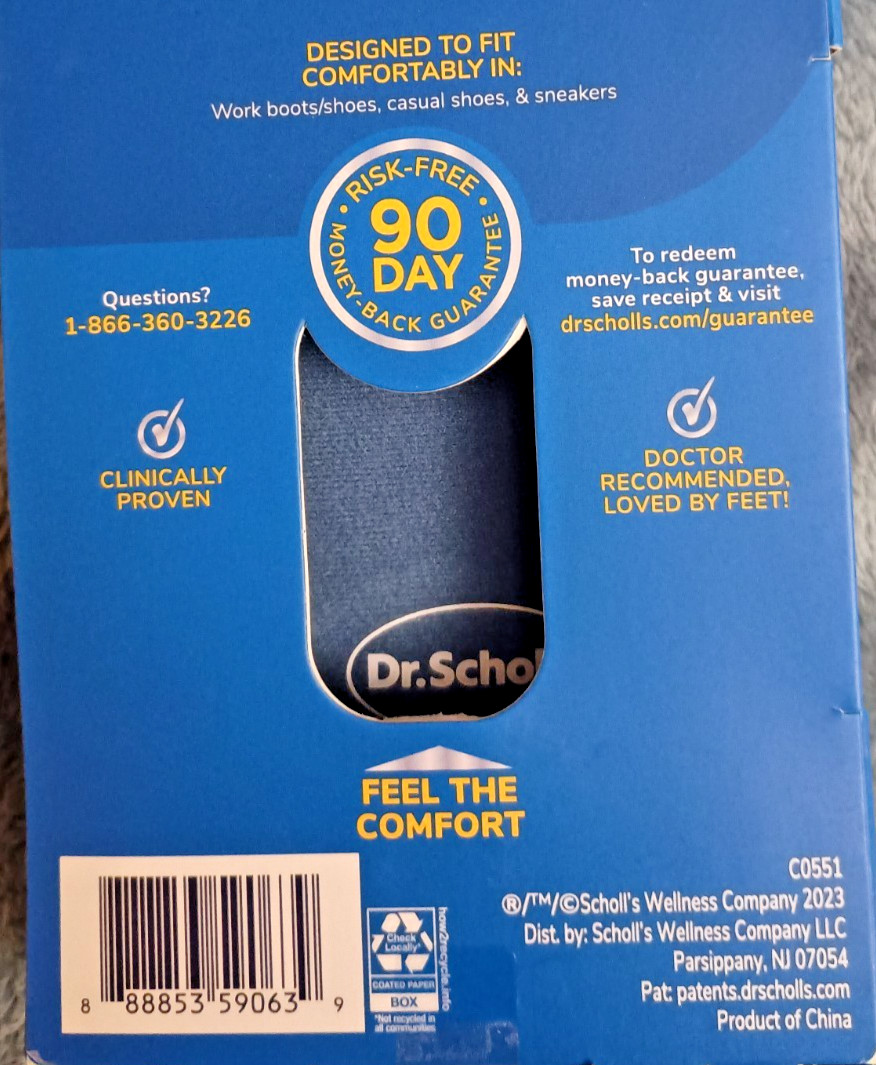 DESIGNED TO FIT
COMFORTABLY IN:
Work boots/shoes, casual shoes, & sneakers
• RISK-FREE •
90
DAY
MONEY-BACK GUARANTEE
Questions?
1-866-360-3226
To redeem
money-back guarantee,
save receipt & visit
drscholls.com/guarantee
CLINICALLY
PROVEN
DOCTOR
RECOMMENDED,
LOVED BY FEET!
Dr.Schol
FEEL THE
COMFORT
8 88853 59063 9
Check
Locally*
COATED PAPER
BOX
*Not recycled in
all communities
how2recycle.info
C0551
®/™/©Scholl's Wellness Company 2023
Dist. by: Scholl's Wellness Company LLC
Parsippany, NJ 07054
Pat: patents.drscholls.com
Product of China